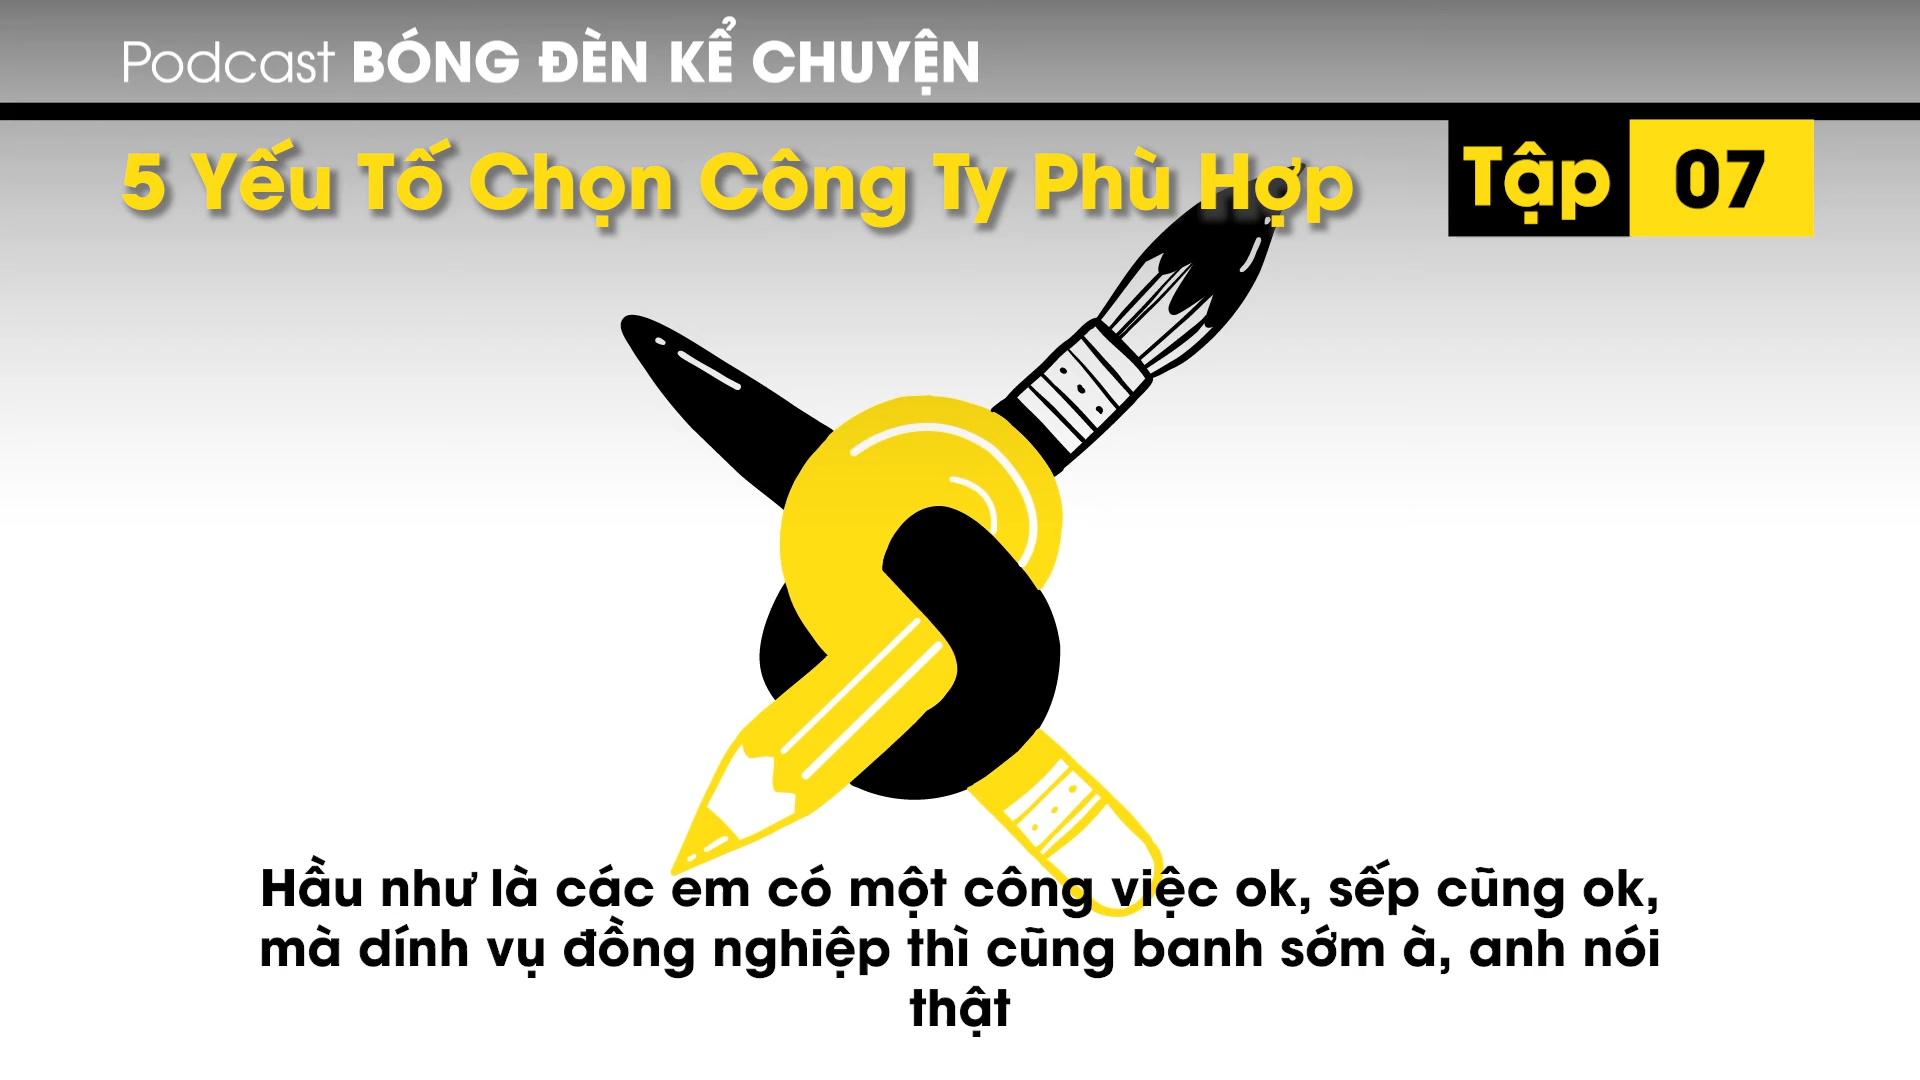 Podcast BÓNG ĐÈN KỂ CHUYỆN
5 Yếu Tố Chọn Công Ty Phù Hợp
Tập 07
Hầu như là các em có một công việc ok, sếp cũng ok,
mà dính vụ đồng nghiệp thì cũng banh sớm à, anh nói
thật